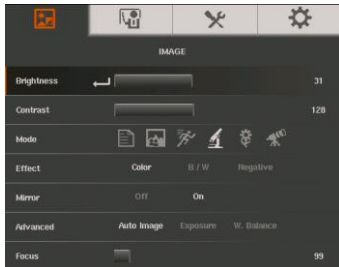 IMAGE
Brightness 31
Contrast 128
Mode
Effect Color B / W Negative
Mirror Off On
Advanced Auto Image Exposure W. Balance
Focus 99